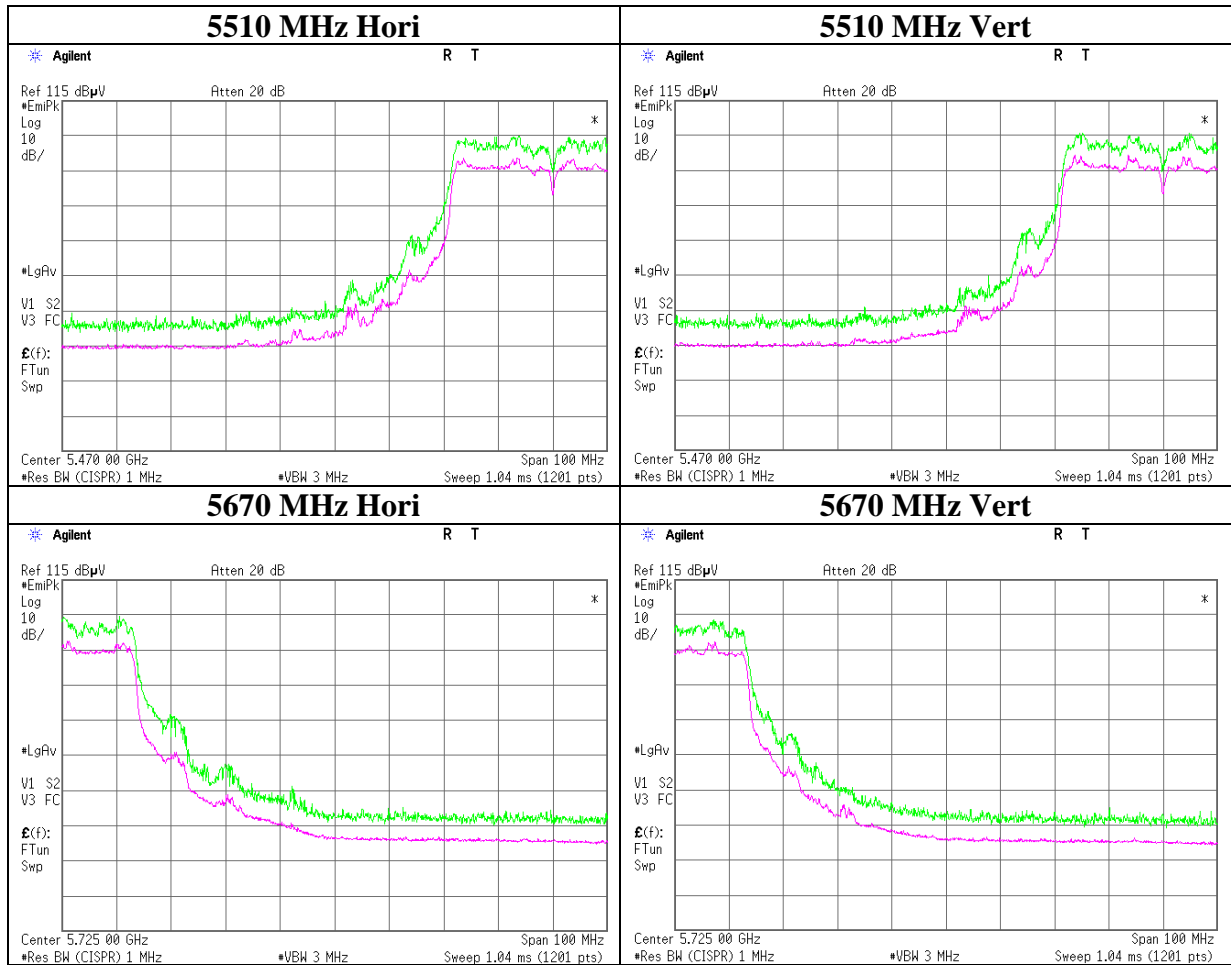 5510 MHz Hori
Agilent R T
Ref 115 dBµV Atten 20 dB
#EmiPk
Log
10
dB/
*
#LgAv
V1 S2
V3 FC
£(f):
FTun
Swp
Center 5.470 00 GHz Span 100 MHz
#Res BW (CISPR) 1 MHz #VBW 3 MHz Sweep 1.04 ms (1201 pts)
5510 MHz Vert
Agilent R T
Ref 115 dBµV Atten 20 dB
#EmiPk
Log
10
dB/
*
#LgAv
V1 S2
V3 FC
£(f):
FTun
Swp
Center 5.470 00 GHz Span 100 MHz
#Res BW (CISPR) 1 MHz #VBW 3 MHz Sweep 1.04 ms (1201 pts)
5670 MHz Hori
Agilent R T
Ref 115 dBµV Atten 20 dB
#EmiPk
Log
10
dB/
*
#LgAv
V1 S2
V3 FC
£(f):
FTun
Swp
Center 5.725 00 GHz Span 100 MHz
#Res BW (CISPR) 1 MHz #VBW 3 MHz Sweep 1.04 ms (1201 pts)
5670 MHz Vert
Agilent R T
Ref 115 dBµV Atten 20 dB
#EmiPk
Log
10
dB/
*
#LgAv
V1 S2
V3 FC
£(f):
FTun
Swp
Center 5.725 00 GHz Span 100 MHz
#Res BW (CISPR) 1 MHz #VBW 3 MHz Sweep 1.04 ms (1201 pts)